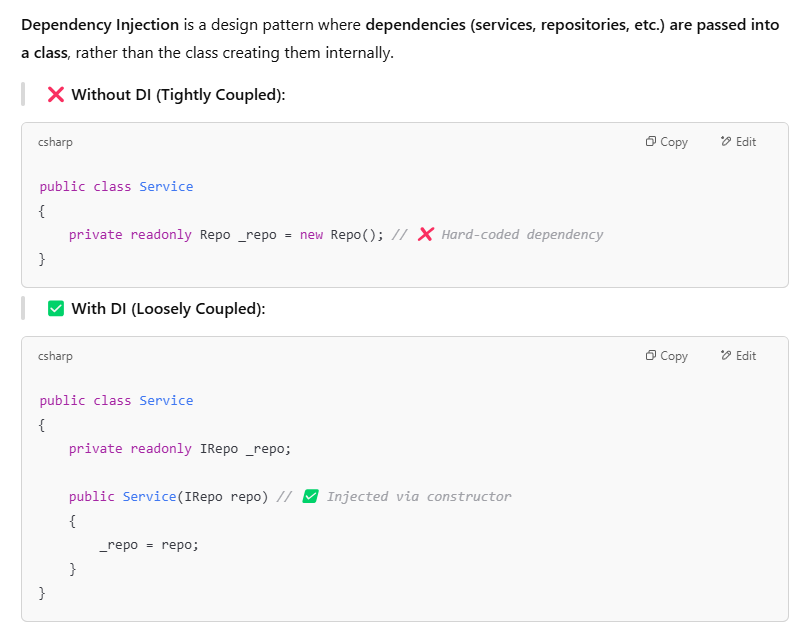 Dependency Injection is a design pattern where dependencies (services, repositories, etc.) are passed into
a class, rather than the class creating them internally.
❌ Without DI (Tightly Coupled):
csharp Copy Edit
public class Service
{
    private readonly Repo _repo = new Repo(); // ❌ Hard-coded dependency
}
✅ With DI (Loosely Coupled):
csharp Copy Edit
public class Service
{
    private readonly IRepo _repo;
    public Service(IRepo repo) // ✅ Injected via constructor
    {
        _repo = repo;
    }
}